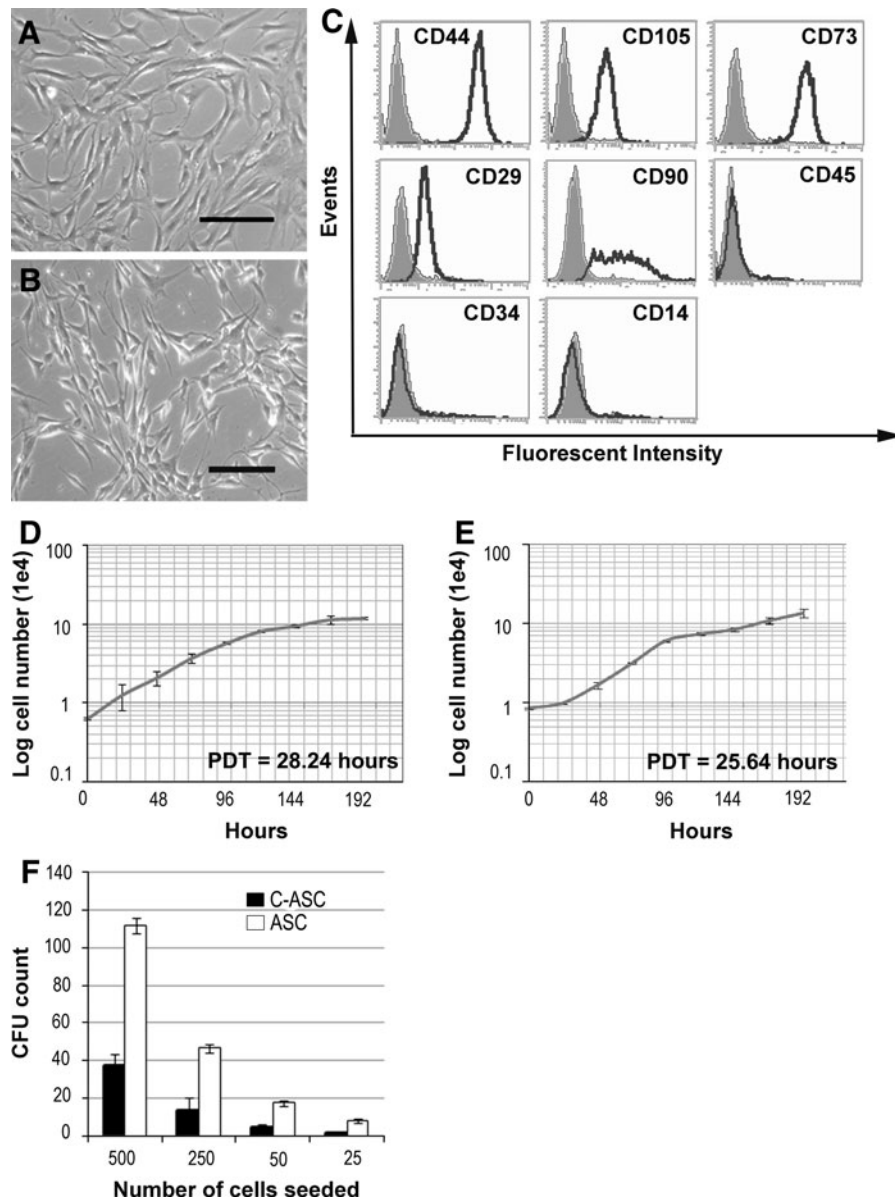 A
B
C
CD44
CD105
CD73
CD29
CD90
CD45
CD34
CD14
Events
Fluorescent Intensity
D
Log cell number (1e4)
100
10
1
0.1
0
48
96
144
192
PDT = 28.24 hours
Hours
E
Log cell number (1e4)
100
10
1
0.1
0
48
96
144
192
PDT = 25.64 hours
Hours
F
CFU count
140
120
100
80
60
40
20
0
C-ASC
ASC
500
250
50
25
Number of cells seeded